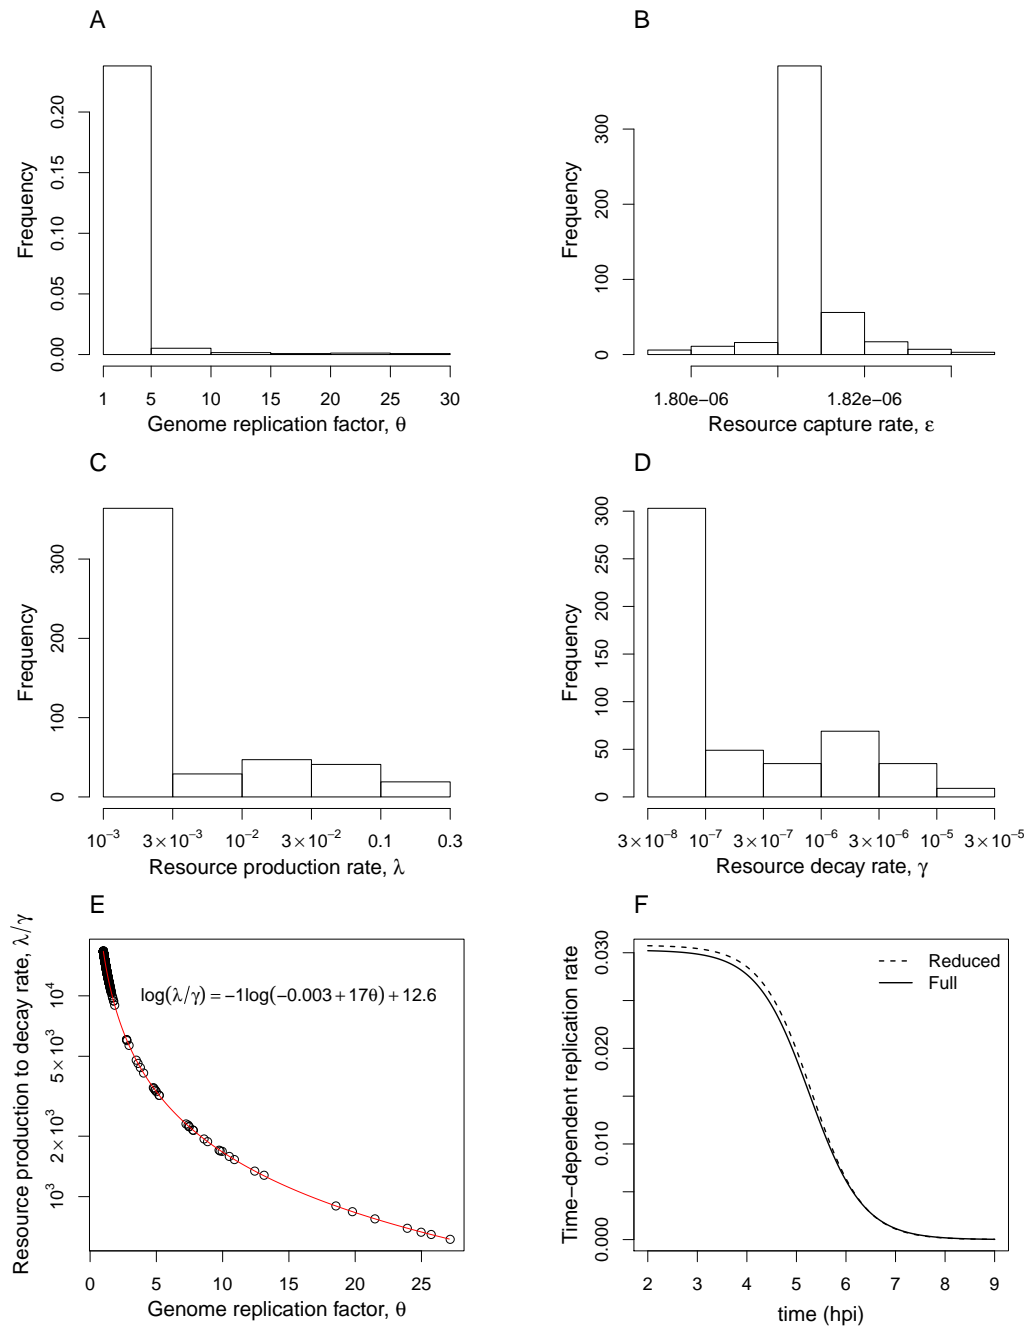 A
Frequency
0.20
0.15
0.10
0.05
0.00
1 5 10 15 20 25 30
Genome replication factor, θ
B
Frequency
300
200
100
0
1.80e−06 1.82e−06
Resource capture rate, ε
C
Frequency
300
200
100
0
10⁻³ 3×10⁻³ 10⁻² 3×10⁻² 0.1 0.3
Resource production rate, λ
D
Frequency
300
250
200
150
100
50
0
3×10⁻⁸ 10⁻⁷ 3×10⁻⁷ 10⁻⁶ 3×10⁻⁶ 10⁻⁵ 3×10⁻⁵
Resource decay rate, γ
E
Resource production to decay rate, λ/γ
10⁴
5×10³
2×10³
10³
log(λ/γ) = −1log(−0.003 + 17θ) + 12.6
0 5 10 15 20 25
Genome replication factor, θ
F
Time−dependent replication rate
0.030
0.020
0.010
0.000
Reduced
Full
2 3 4 5 6 7 8 9
time (hpi)